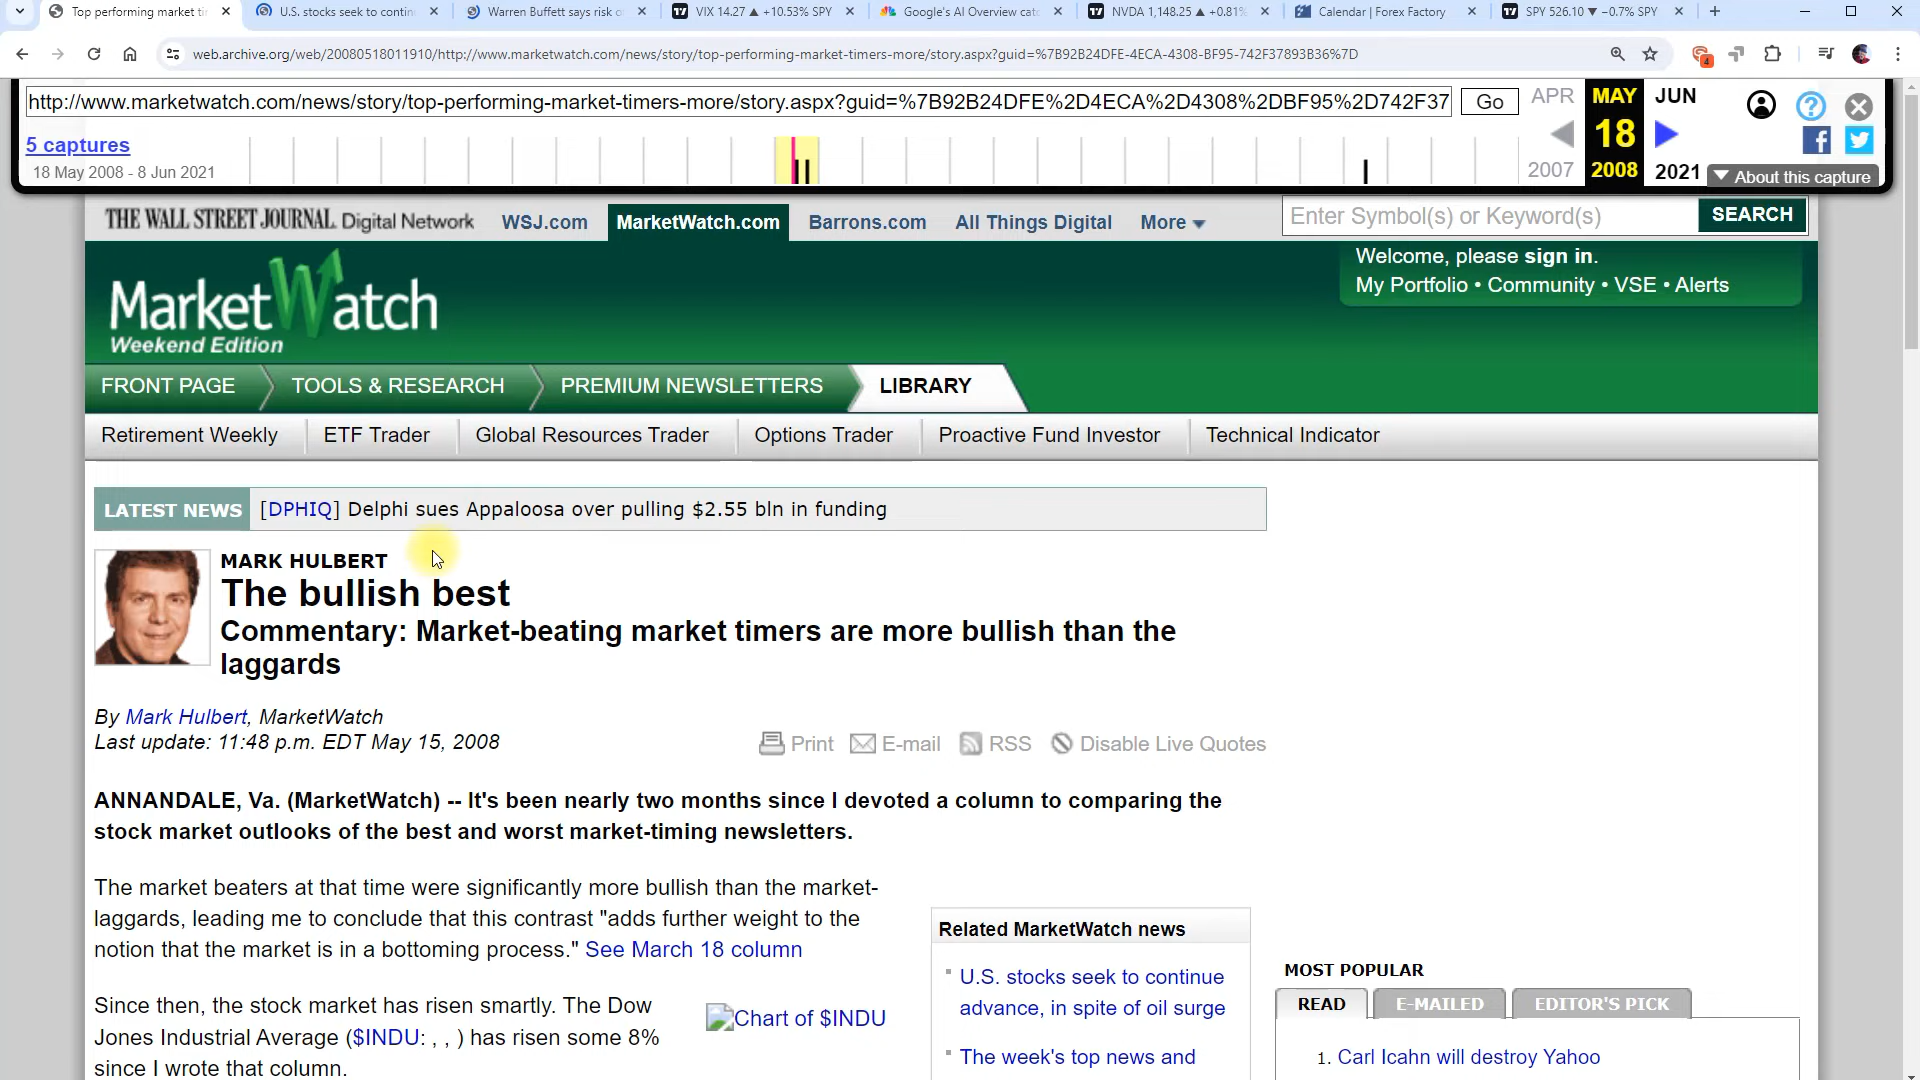 Top performing market ti
U.S. stocks seek to contin
Warren Buffett says risk o
VIX 14.27 ▲ +10.53% SPY
Google's AI Overview cat
NVDA 1,148.25 ▲ +0.81%
Calendar | Forex Factory
SPY 526.10 ▼ −0.7% SPY
web.archive.org/web/20080518011910/http://www.marketwatch.com/news/story/top-performing-market-timers-more/story.aspx?guid=%7B92B24DFE-4ECA-4308-BF95-742F37893B36%7D
4
http://www.marketwatch.com/news/story/top-performing-market-timers-more/story.aspx?guid=%7B92B24DFE%2D4ECA%2D4308%2DBF95%2D742F37
Go
APR
MAY
JUN
5 captures
18
18 May 2008 - 8 Jun 2021
2007
2008
2021
▼ About this capture
THE WALL STREET JOURNAL. Digital Network
WSJ.com
MarketWatch.com
Barrons.com
All Things Digital
More
Enter Symbol(s) or Keyword(s)
SEARCH
Welcome, please sign in.
My Portfolio • Community • VSE • Alerts
MarketWatch
Weekend Edition
FRONT PAGE
TOOLS & RESEARCH
PREMIUM NEWSLETTERS
LIBRARY
Retirement Weekly
ETF Trader
Global Resources Trader
Options Trader
Proactive Fund Investor
Technical Indicator
LATEST NEWS
[DPHIQ] Delphi sues Appaloosa over pulling $2.55 bln in funding
MARK HULBERT
The bullish best
Commentary: Market-beating market timers are more bullish than the
laggards
By Mark Hulbert, MarketWatch
Last update: 11:48 p.m. EDT May 15, 2008
Print
E-mail
RSS
Disable Live Quotes
ANNANDALE, Va. (MarketWatch) -- It's been nearly two months since I devoted a column to comparing the
stock market outlooks of the best and worst market-timing newsletters.
The market beaters at that time were significantly more bullish than the market-
laggards, leading me to conclude that this contrast "adds further weight to the
notion that the market is in a bottoming process." See March 18 column
Since then, the stock market has risen smartly. The Dow
Jones Industrial Average ($INDU: , , ) has risen some 8%
since I wrote that column.
Chart of $INDU
Related MarketWatch news
U.S. stocks seek to continue
advance, in spite of oil surge
The week's top news and
MOST POPULAR
READ
E-MAILED
EDITOR'S PICK
1. Carl Icahn will destroy Yahoo